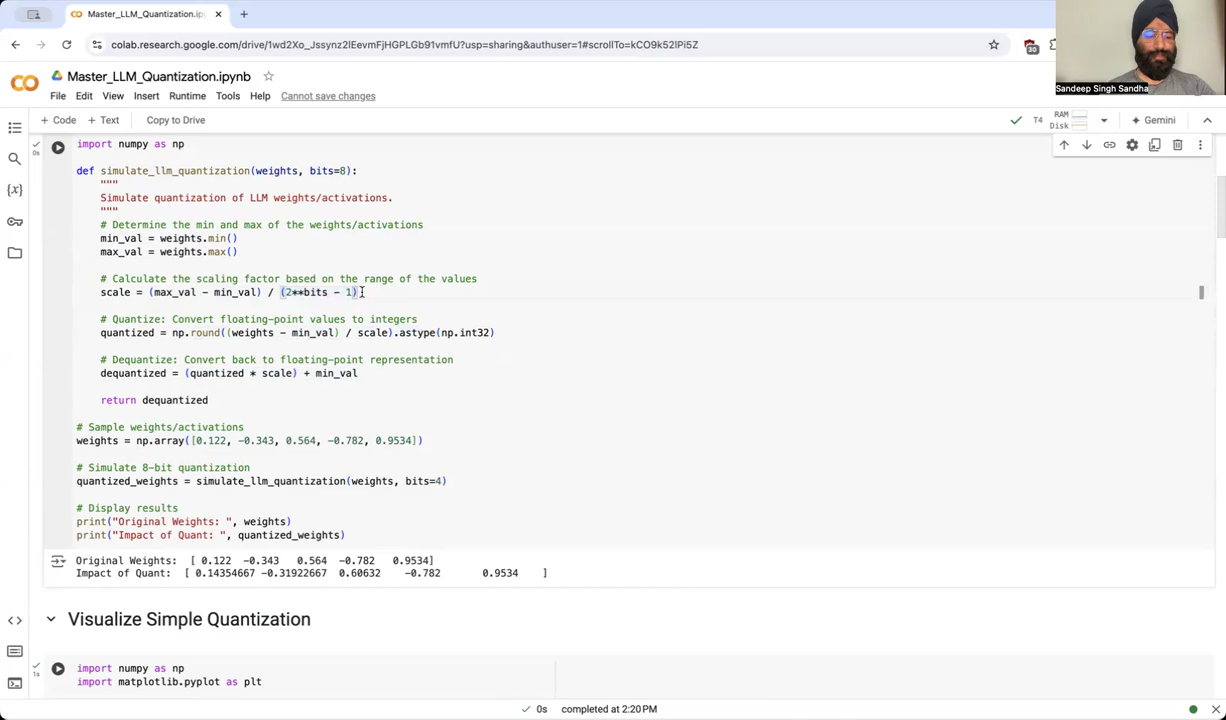 Master_LLM_Quantization.ip
colab.research.google.com/drive/1wd2Xo_Jssynz2lEevmFjHGPLGb91vmfU?usp=sharing&authuser=1#scrollTo=kCO9k52lPi5Z
30
Sandeep Singh Sandha
CO
Master_LLM_Quantization.ipynb
File Edit View Insert Runtime Tools Help Cannot save changes
+ Code + Text Copy to Drive
T4 RAM Disk Gemini
0s
import numpy as np
def simulate_llm_quantization(weights, bits=8):
"""
Simulate quantization of LLM weights/activations.
"""
# Determine the min and max of the weights/activations
min_val = weights.min()
max_val = weights.max()
# Calculate the scaling factor based on the range of the values
scale = (max_val - min_val) / (2**bits - 1)
# Quantize: Convert floating-point values to integers
quantized = np.round((weights - min_val) / scale).astype(np.int32)
# Dequantize: Convert back to floating-point representation
dequantized = (quantized * scale) + min_val
return dequantized
# Sample weights/activations
weights = np.array([0.122, -0.343, 0.564, -0.782, 0.9534])
# Simulate 8-bit quantization
quantized_weights = simulate_llm_quantization(weights, bits=4)
# Display results
print("Original Weights: ", weights)
print("Impact of Quant: ", quantized_weights)
Original Weights: [ 0.122 -0.343 0.564 -0.782 0.9534]
Impact of Quant: [ 0.14354667 -0.31922667 0.60632 -0.782 0.9534 ]
Visualize Simple Quantization
1s
import numpy as np
import matplotlib.pyplot as plt
0s completed at 2:20 PM